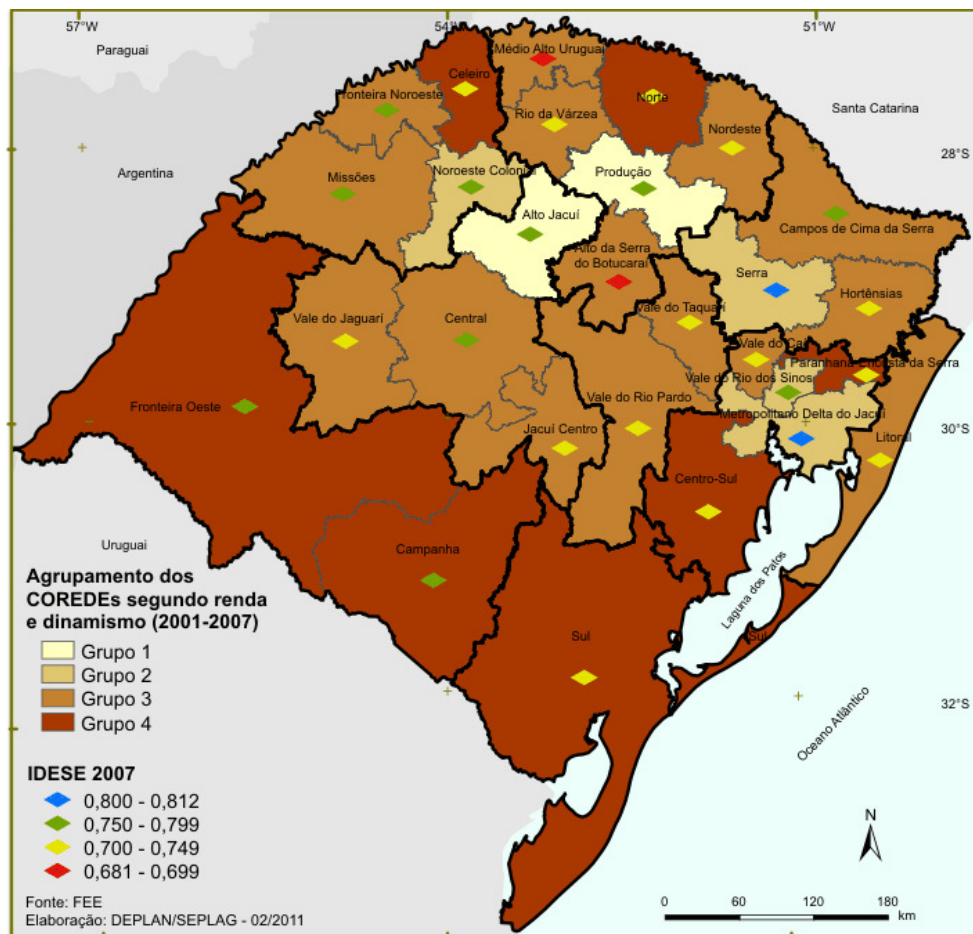 57°W
54°W
51°W
Paraguai
Médio Alto Uruguai
Celeiro
Fronteira Noroeste
Norte
Santa Catarina
Rio da Várzea
Nordeste
28°S
Argentina
Missões
Noroeste Colonial
Produção
Alto Jacuí
Campos de Cima da Serra
Alto da Serra
do Botucaraí
Serra
Hortênsias
Vale do Jaguarí
Central
Vale do Taquarí
Vale do Caí
Paranhana Encosta da Serra
Vale do Rio dos Sinos
Fronteira Oeste
Vale do Rio Pardo
Metropolitano Delta do Jacuí
Jacuí Centro
Litoral
30°S
Centro-Sul
Uruguai
Campanha
Laguna dos Patos
Sul
Sul
Oceano Atlântico
32°S
Agrupamento dos
COREDEs segundo renda
e dinamismo (2001-2007)
Grupo 1
Grupo 2
Grupo 3
Grupo 4
IDESE 2007
0,800 - 0,812
0,750 - 0,799
0,700 - 0,749
0,681 - 0,699
Fonte: FEE
Elaboração: DEPLAN/SEPLAG - 02/2011
N
0 60 120 180
km